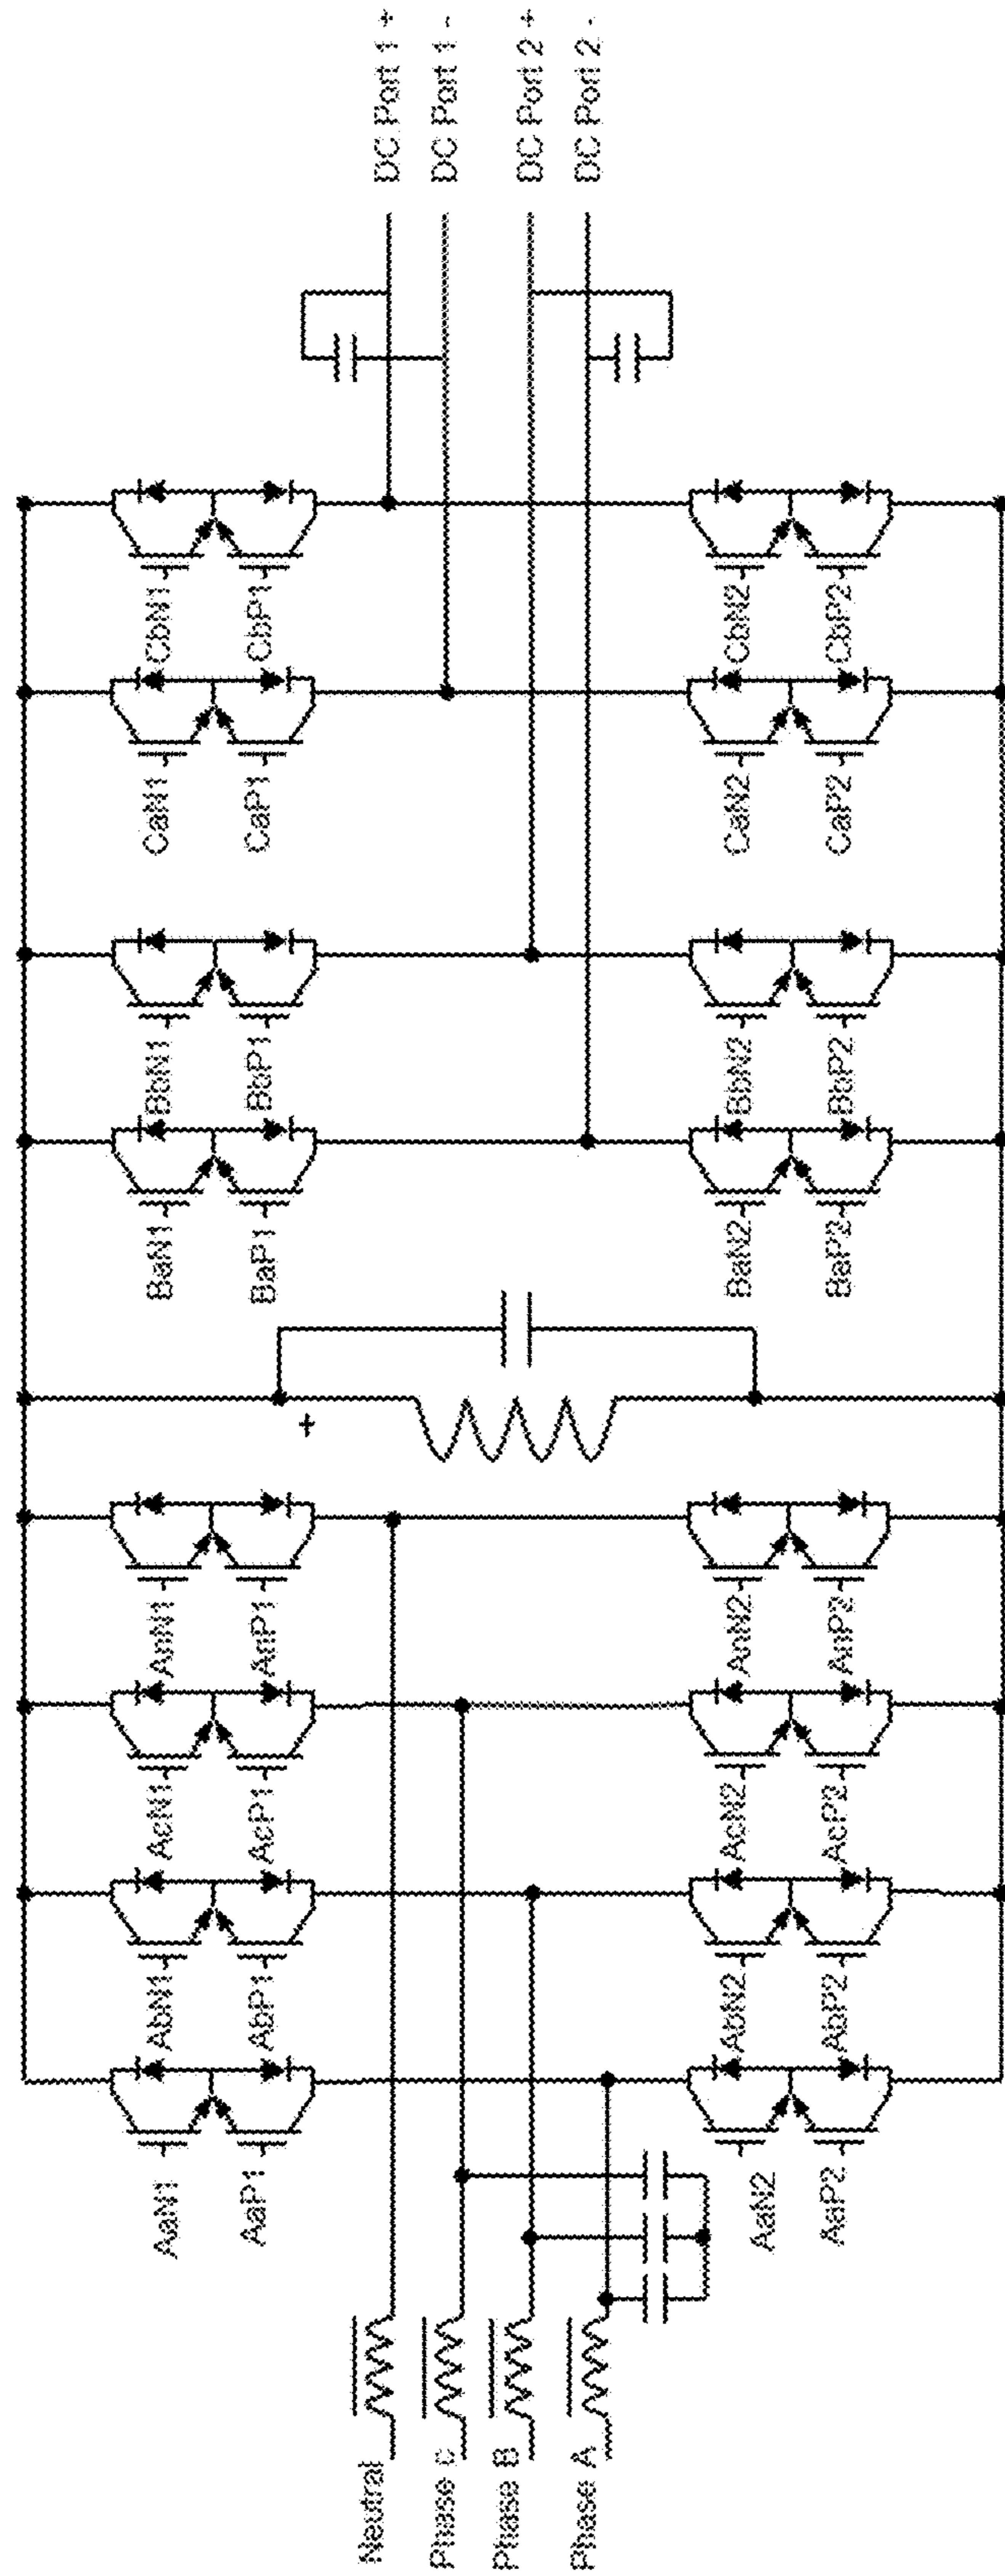 DC Port 1 +
DC Port 1 -
DC Port 2 +
DC Port 2 -
CbN1
CbP1
CbN2
CbP2
CaN1
CaP1
CaN2
CaP2
BbN1
BbP1
BbN2
BbP2
BaN1
BaP1
BaN2
BaP2
+
AnN1
AnP1
AnN2
AnP2
AcN1
AcP1
AcN2
AcP2
AbN1
AbP1
AbN2
AbP2
AaN1
AaP1
AaN2
AaP2
Neutral
Phase C
Phase B
Phase A